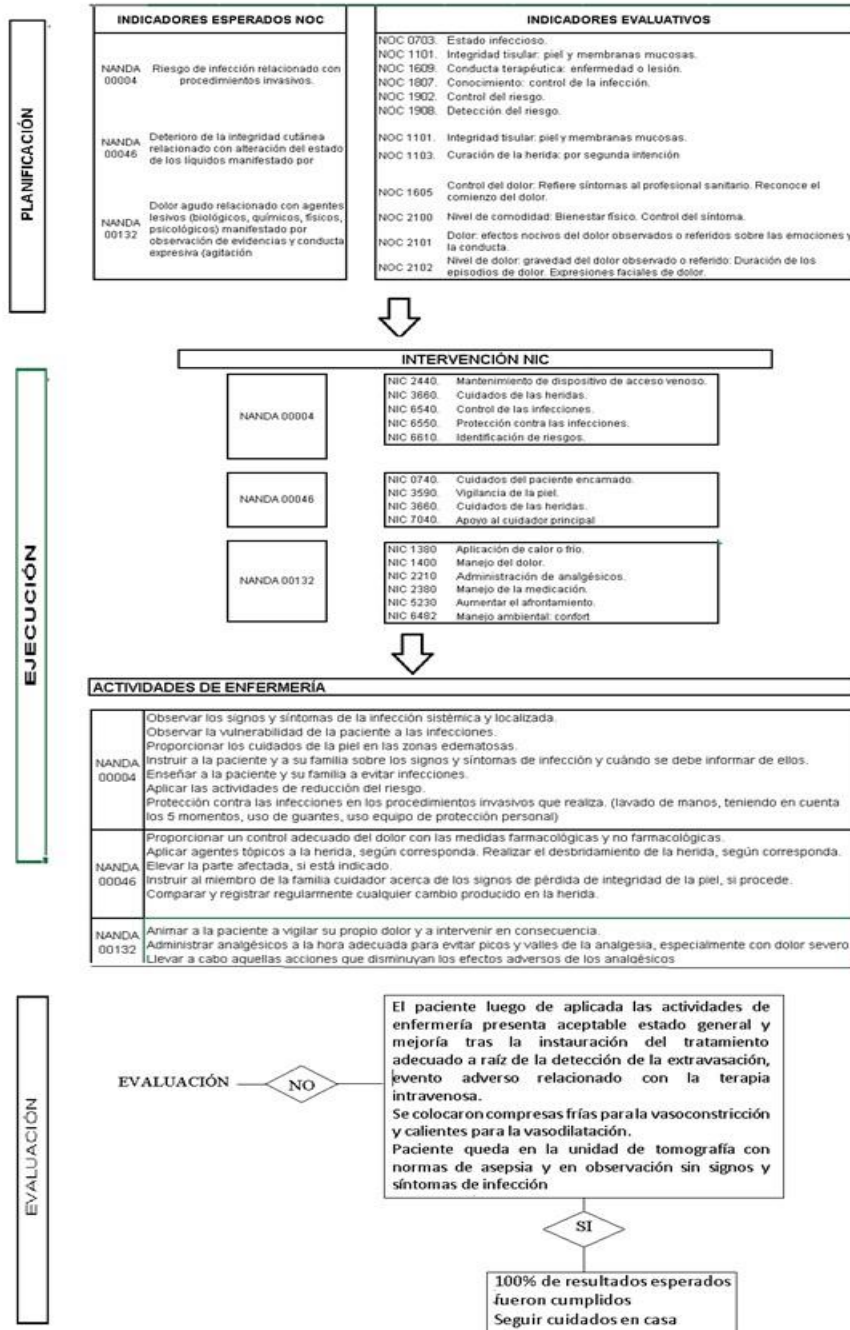 PLANIFICACIÓN
INDICADORES ESPERADOS NOC
NANDA 00004
Riesgo de infección relacionado con
procedimientos invasivos.
NANDA 00046
Deterioro de la integridad cutánea
relacionado con alteración del estado
de los líquidos manifestado por
NANDA 00132
Dolor agudo relacionado con agentes
lesivos (biológicos, químicos, físicos,
psicológicos) manifestado por
observación de evidencias y conducta
expresiva (agitación
INDICADORES EVALUATIVOS
NOC 0703. Estado infeccioso.
NOC 1101. Integridad tisular: piel y membranas mucosas.
NOC 1609. Conducta terapéutica: enfermedad o lesión.
NOC 1807. Conocimiento: control de la infección.
NOC 1902. Control del riesgo.
NOC 1908. Detección del riesgo.
NOC 1101. Integridad tisular: piel y membranas mucosas.
NOC 1103. Curación de la herida: por segunda intención
NOC 1605 Control del dolor: Refiere síntomas al profesional sanitario. Reconoce el
comienzo del dolor.
NOC 2100 Nivel de comodidad: Bienestar físico. Control del síntoma.
NOC 2101 Dolor: efectos nocivos del dolor observados o referidos sobre las emociones y
la conducta.
NOC 2102 Nivel de dolor: gravedad del dolor observado o referido: Duración de los
episodios de dolor. Expresiones faciales de dolor.
EJECUCIÓN
INTERVENCIÓN NIC
NANDA 00004
NIC 2440. Mantenimiento de dispositivo de acceso venoso.
NIC 3660. Cuidados de las heridas.
NIC 6540. Control de las infecciones.
NIC 6550. Protección contra las infecciones.
NIC 6610. Identificación de riesgos.
NANDA 00046
NIC 0740. Cuidados del paciente encamado.
NIC 3590. Vigilancia de la piel.
NIC 3660. Cuidados de las heridas.
NIC 7040. Apoyo al cuidador principal
NANDA 00132
NIC 1380 Aplicación de calor o frío.
NIC 1400 Manejo del dolor.
NIC 2210 Administración de analgésicos.
NIC 2380 Manejo de la medicación.
NIC 5230 Aumentar el afrontamiento.
NIC 6482 Manejo ambiental: confort
ACTIVIDADES DE ENFERMERÍA
NANDA 00004
Observar los signos y síntomas de la infección sistémica y localizada.
Observar la vulnerabilidad de la paciente a las infecciones.
Proporcionar los cuidados de la piel en las zonas edematosas.
Instruir a la paciente y a su familia sobre los signos y síntomas de infección y cuándo se debe informar de ellos.
Enseñar a la paciente y su familia a evitar infecciones.
Aplicar las actividades de reducción del riesgo.
Protección contra las infecciones en los procedimientos invasivos que realiza. (lavado de manos, teniendo en cuenta
los 5 momentos, uso de guantes, uso equipo de protección personal)
NANDA 00046
Proporcionar un control adecuado del dolor con las medidas farmacológicas y no farmacológicas.
Aplicar agentes tópicos a la herida, según corresponda. Realizar el desbridamiento de la herida, según corresponda.
Elevar la parte afectada, si está indicado.
Instruir al miembro de la familia cuidador acerca de los signos de pérdida de integridad de la piel, si procede.
Comparar y registrar regularmente cualquier cambio producido en la herida.
NANDA 00132
Animar a la paciente a vigilar su propio dolor y a intervenir en consecuencia.
Administrar analgésicos a la hora adecuada para evitar picos y valles de la analgesia, especialmente con dolor severo
Llevar a cabo aquellas acciones que disminuyan los efectos adversos de los analgésicos
EVALUACIÓN
EVALUACIÓN
NO
El paciente luego de aplicada las actividades de
enfermería presenta aceptable estado general y
mejoría tras la instauración del tratamiento
adecuado a raíz de la detección de la extravasación,
evento adverso relacionado con la terapia
intravenosa.
Se colocaron compresas frías para la vasoconstricción
y calientes para la vasodilatación.
Paciente queda en la unidad de tomografía con
normas de asepsia y en observación sin signos y
síntomas de infección
SI
100% de resultados esperados
fueron cumplidos
Seguir cuidados en casa